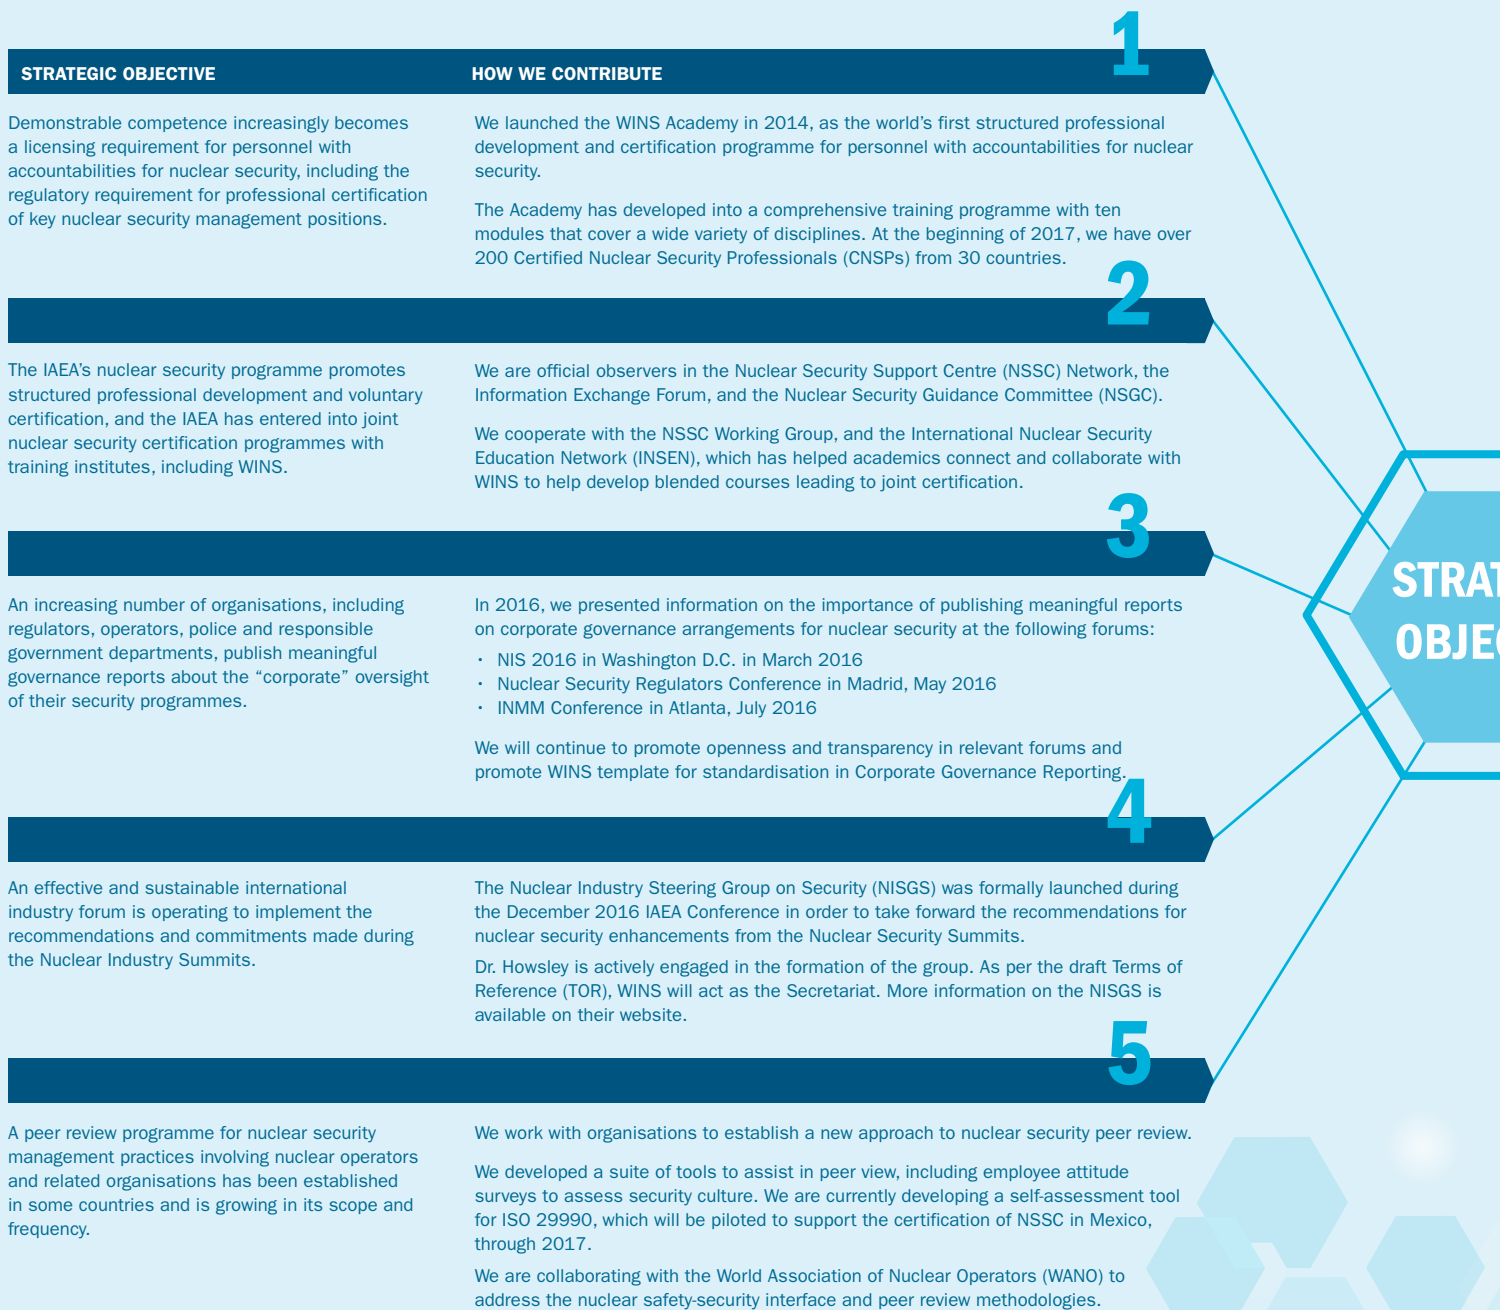 1
STRATEGIC OBJECTIVE
HOW WE CONTRIBUTE
Demonstrable competence increasingly becomes
a licensing requirement for personnel with
accountabilities for nuclear security, including the
regulatory requirement for professional certification
of key nuclear security management positions.
We launched the WINS Academy in 2014, as the world's first structured professional
development and certification programme for personnel with accountabilities for nuclear
security.
The Academy has developed into a comprehensive training programme with ten
modules that cover a wide variety of disciplines. At the beginning of 2017, we have over
200 Certified Nuclear Security Professionals (CNSPs) from 30 countries.
2
The IAEA's nuclear security programme promotes
structured professional development and voluntary
certification, and the IAEA has entered into joint
nuclear security certification programmes with
training institutes, including WINS.
We are official observers in the Nuclear Security Support Centre (NSSC) Network, the
Information Exchange Forum, and the Nuclear Security Guidance Committee (NSGC).
We cooperate with the NSSC Working Group, and the International Nuclear Security
Education Network (INSEN), which has helped academics connect and collaborate with
WINS to help develop blended courses leading to joint certification.
3
An increasing number of organisations, including
regulators, operators, police and responsible
government departments, publish meaningful
governance reports about the “corporate” oversight
of their security programmes.
In 2016, we presented information on the importance of publishing meaningful reports
on corporate governance arrangements for nuclear security at the following forums:
· NIS 2016 in Washington D.C. in March 2016
· Nuclear Security Regulators Conference in Madrid, May 2016
· INMM Conference in Atlanta, July 2016
We will continue to promote openness and transparency in relevant forums and
promote WINS template for standardisation in Corporate Governance Reporting.
4
An effective and sustainable international
industry forum is operating to implement the
recommendations and commitments made during
the Nuclear Industry Summits.
The Nuclear Industry Steering Group on Security (NISGS) was formally launched during
the December 2016 IAEA Conference in order to take forward the recommendations for
nuclear security enhancements from the Nuclear Security Summits.
Dr. Howsley is actively engaged in the formation of the group. As per the draft Terms of
Reference (TOR), WINS will act as the Secretariat. More information on the NISGS is
available on their website.
5
A peer review programme for nuclear security
management practices involving nuclear operators
and related organisations has been established
in some countries and is growing in its scope and
frequency.
We work with organisations to establish a new approach to nuclear security peer review.
We developed a suite of tools to assist in peer view, including employee attitude
surveys to assess security culture. We are currently developing a self-assessment tool
for ISO 29990, which will be piloted to support the certification of NSSC in Mexico,
through 2017.
We are collaborating with the World Association of Nuclear Operators (WANO) to
address the nuclear safety-security interface and peer review methodologies.